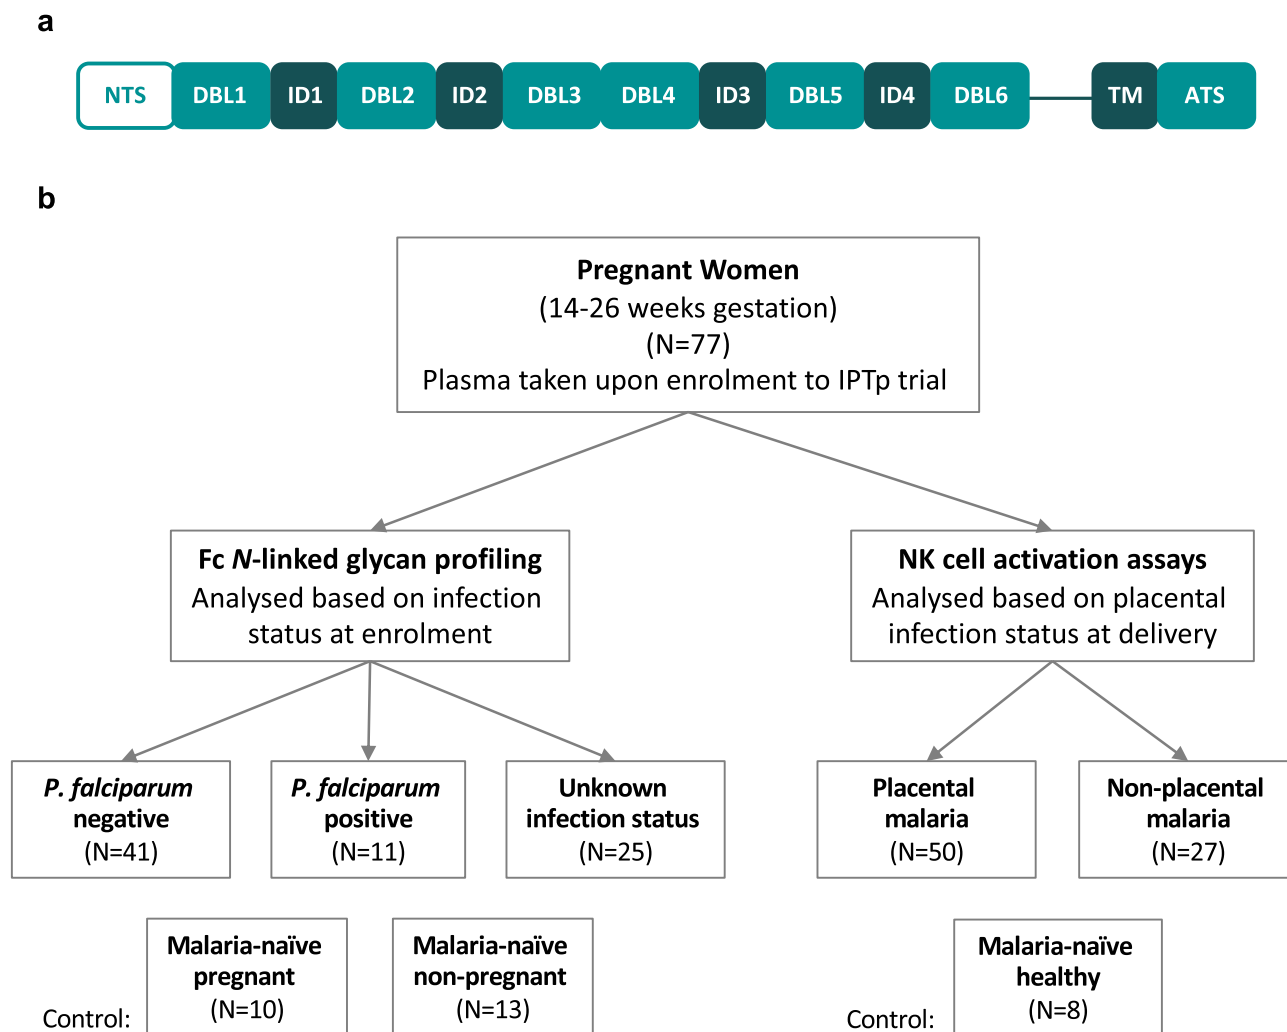 a
NTS DBL1 ID1 DBL2 ID2 DBL3 DBL4 ID3 DBL5 ID4 DBL6 TM ATS
b
Pregnant Women
(14-26 weeks gestation)
(N=77)
Plasma taken upon enrolment to IPTp trial
Fc N-linked glycan profiling
Analysed based on infection
status at enrolment
NK cell activation assays
Analysed based on placental
infection status at delivery
P. falciparum
negative
(N=41)
P. falciparum
positive
(N=11)
Unknown
infection status
(N=25)
Placental
malaria
(N=50)
Non-placental
malaria
(N=27)
Control:
Malaria-naïve
pregnant
(N=10)
Malaria-naïve
non-pregnant
(N=13)
Control:
Malaria-naïve
healthy
(N=8)